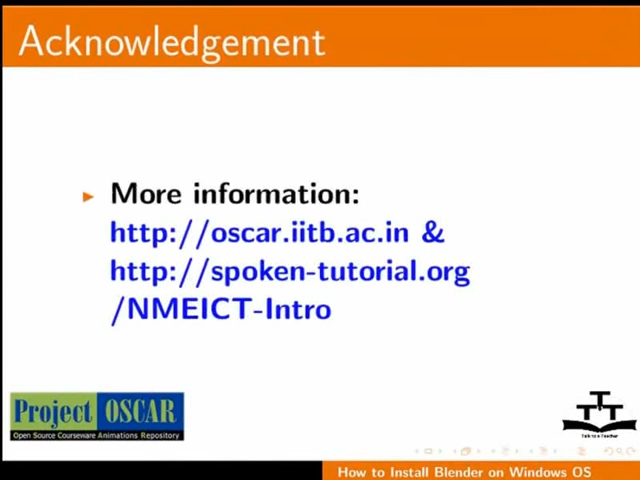 Acknowledgement
More information:
http://oscar.iitb.ac.in &
http://spoken-tutorial.org
/NMEICT-Intro
Project OSCAR
Open Source Courseware Animations Repository
TTT
Talk to a Teacher
How to Install Blender on Windows OS